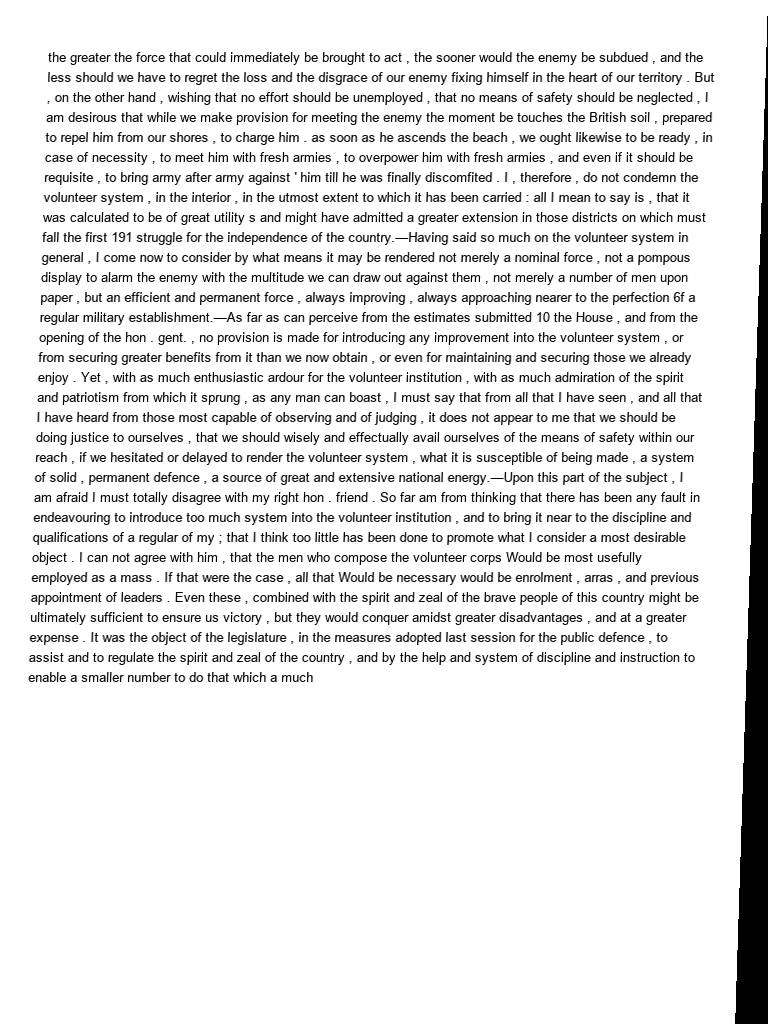 the greater the force that could immediately be brought to act , the sooner would the enemy be subdued , and the
less should we have to regret the loss and the disgrace of our enemy fixing himself in the heart of our territory . But
, on the other hand , wishing that no effort should be unemployed , that no means of safety should be neglected , I
am desirous that while we make provision for meeting the enemy the moment be touches the British soil , prepared
to repel him from our shores , to charge him . as soon as he ascends the beach , we ought likewise to be ready , in
case of necessity , to meet him with fresh armies , to overpower him with fresh armies , and even if it should be
requisite , to bring army after army against ' him till he was finally discomfited . I , therefore , do not condemn the
volunteer system , in the interior , in the utmost extent to which it has been carried : all I mean to say is , that it
was calculated to be of great utility s and might have admitted a greater extension in those districts on which must
fall the first 191 struggle for the independence of the country.—Having said so much on the volunteer system in
general , I come now to consider by what means it may be rendered not merely a nominal force , not a pompous
display to alarm the enemy with the multitude we can draw out against them , not merely a number of men upon
paper , but an efficient and permanent force , always improving , always approaching nearer to the perfection 6f a
regular military establishment.—As far as can perceive from the estimates submitted 10 the House , and from the
opening of the hon . gent. , no provision is made for introducing any improvement into the volunteer system , or
from securing greater benefits from it than we now obtain , or even for maintaining and securing those we already
enjoy . Yet , with as much enthusiastic ardour for the volunteer institution , with as much admiration of the spirit
and patriotism from which it sprung , as any man can boast , I must say that from all that I have seen , and all that
I have heard from those most capable of observing and of judging , it does not appear to me that we should be
doing justice to ourselves , that we should wisely and effectually avail ourselves of the means of safety within our
reach , if we hesitated or delayed to render the volunteer system , what it is susceptible of being made , a system
of solid , permanent defence , a source of great and extensive national energy.—Upon this part of the subject , I
am afraid I must totally disagree with my right hon . friend . So far am from thinking that there has been any fault in
endeavouring to introduce too much system into the volunteer institution , and to bring it near to the discipline and
qualifications of a regular of my ; that I think too little has been done to promote what I consider a most desirable
object . I can not agree with him , that the men who compose the volunteer corps Would be most usefully
employed as a mass . If that were the case , all that Would be necessary would be enrolment , arras , and previous
appointment of leaders . Even these , combined with the spirit and zeal of the brave people of this country might be
ultimately sufficient to ensure us victory , but they would conquer amidst greater disadvantages , and at a greater
expense . It was the object of the legislature , in the measures adopted last session for the public defence , to
assist and to regulate the spirit and zeal of the country , and by the help and system of discipline and instruction to
enable a smaller number to do that which a much